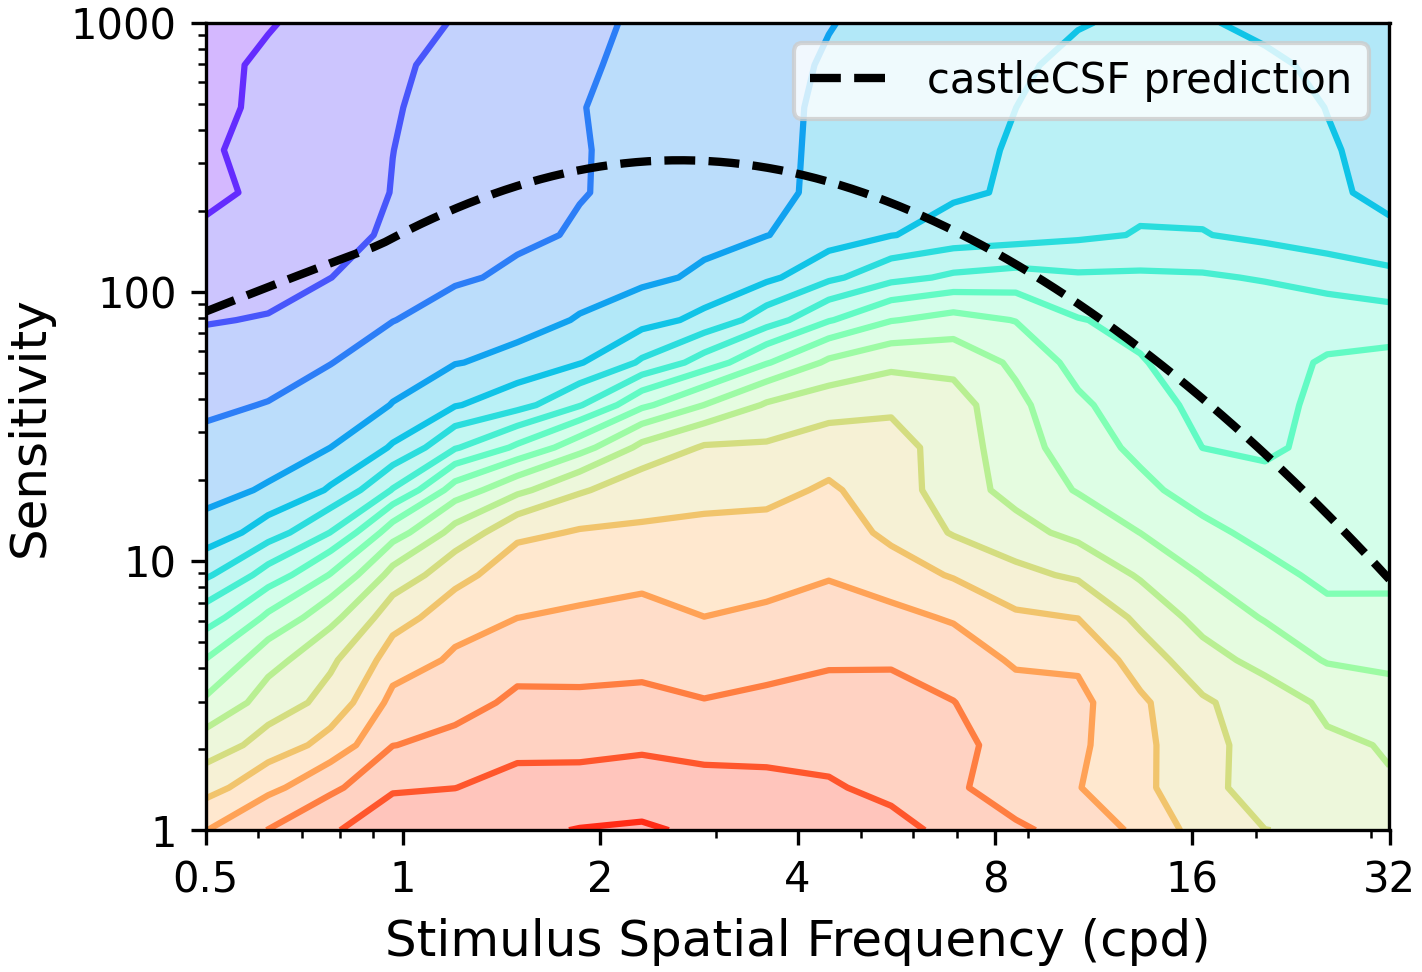 1000
100
10
1
Sensitivity
castleCSF prediction
0.5 1 2 4 8 16 32
Stimulus Spatial Frequency (cpd)